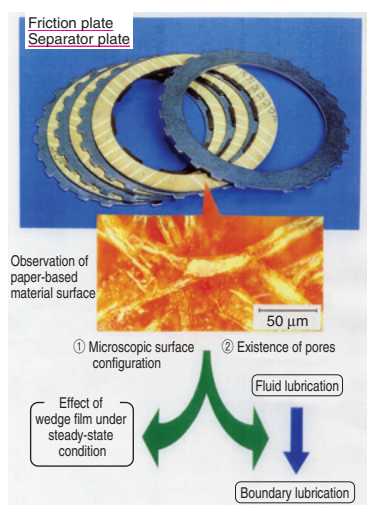 Friction plate
Separator plate
Observation of
paper-based
material surface
50 μm
① Microscopic surface
configuration
② Existence of pores
Fluid lubrication
Effect of
wedge film under
steady-state
condition
Boundary lubrication